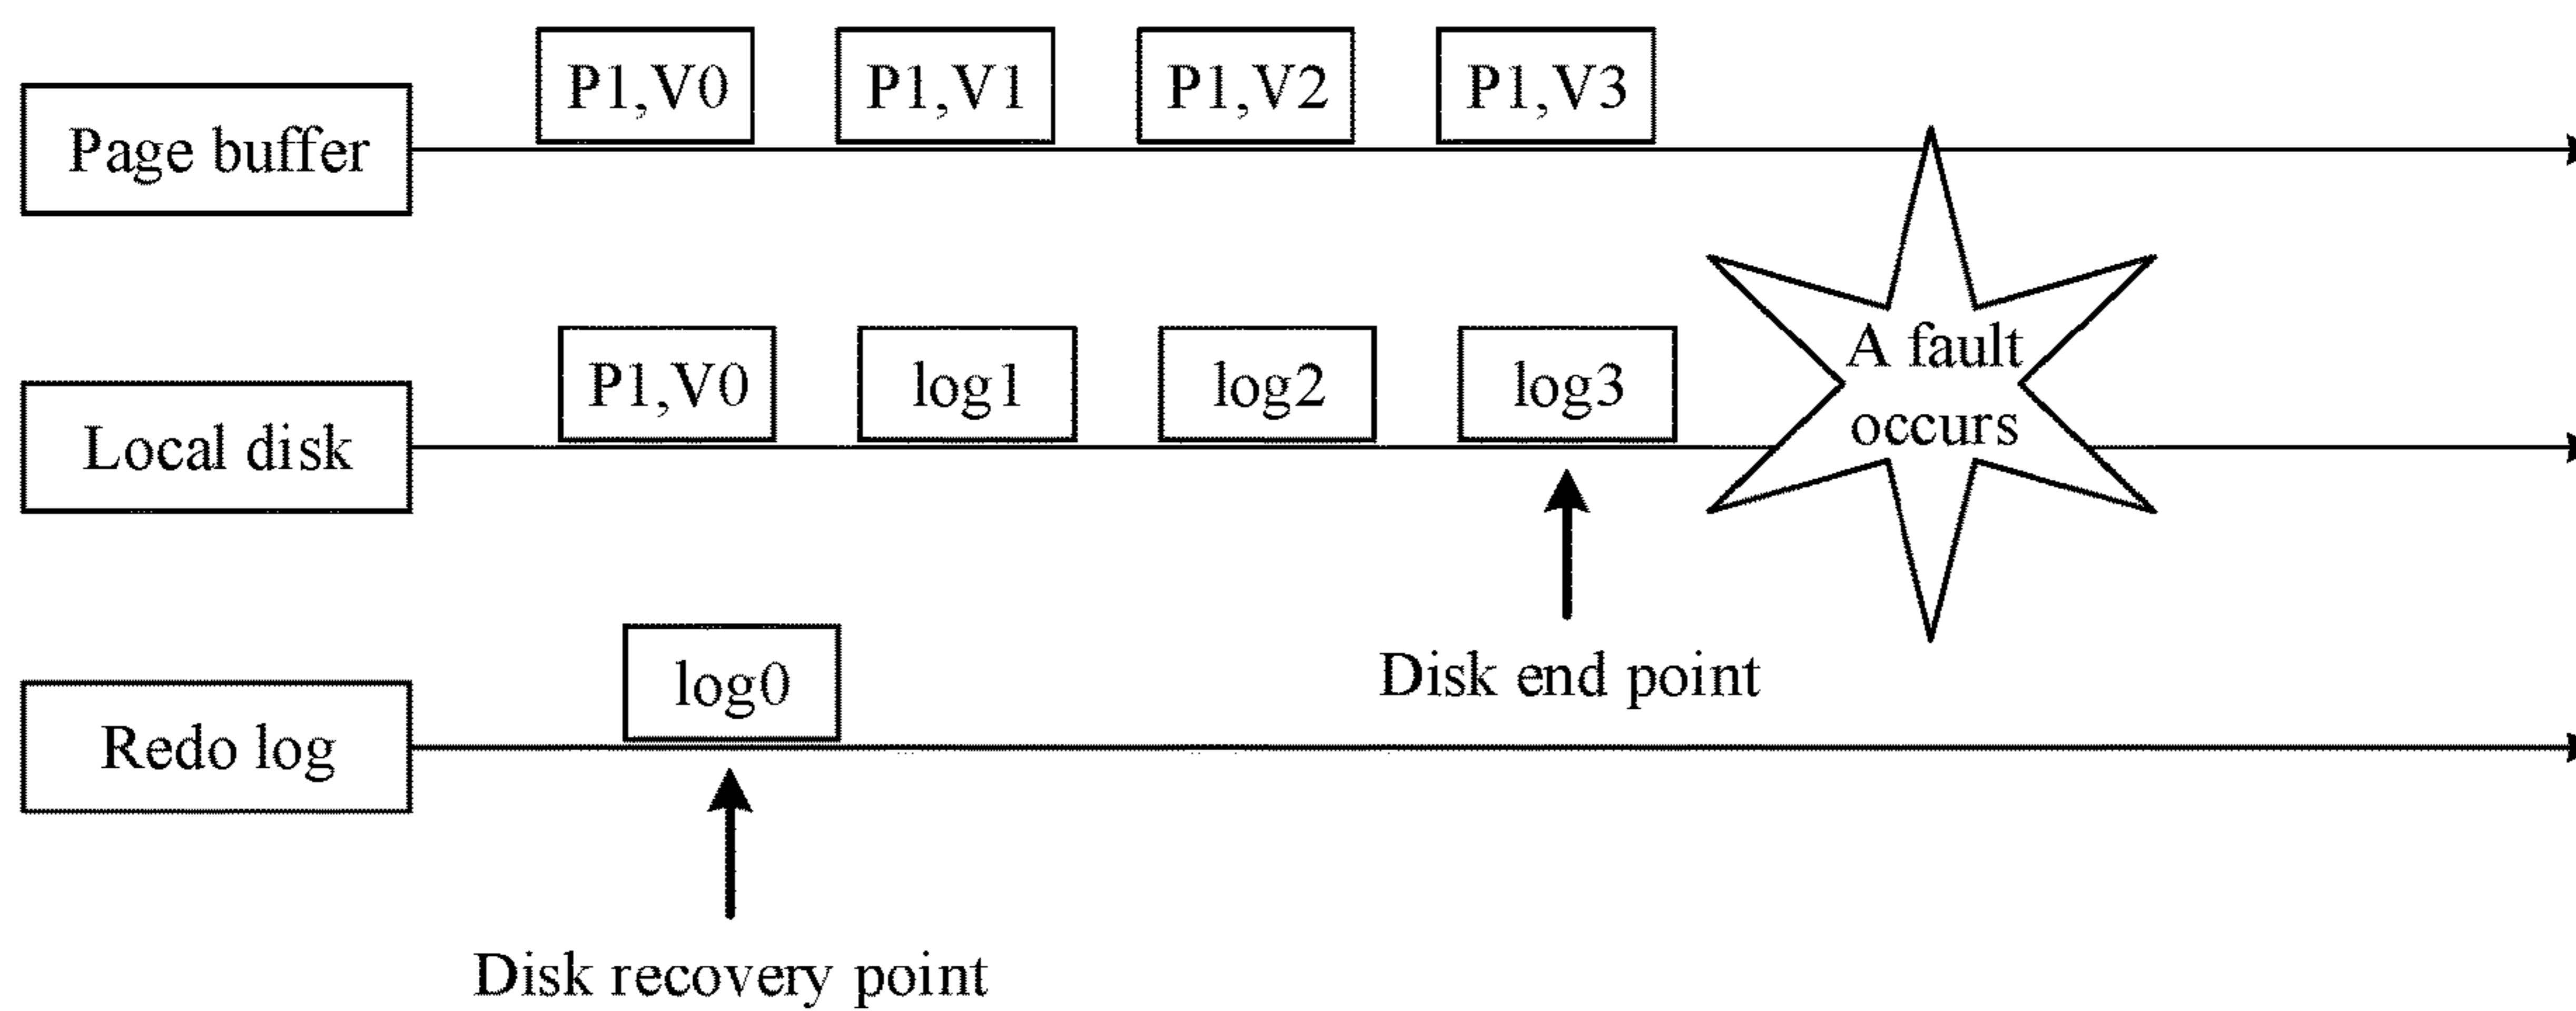 Page buffer
P1,V0
P1,V1
P1,V2
P1,V3
Local disk
P1,V0
log1
log2
log3
A fault
occurs
Disk end point
Redo log
log0
Disk recovery point